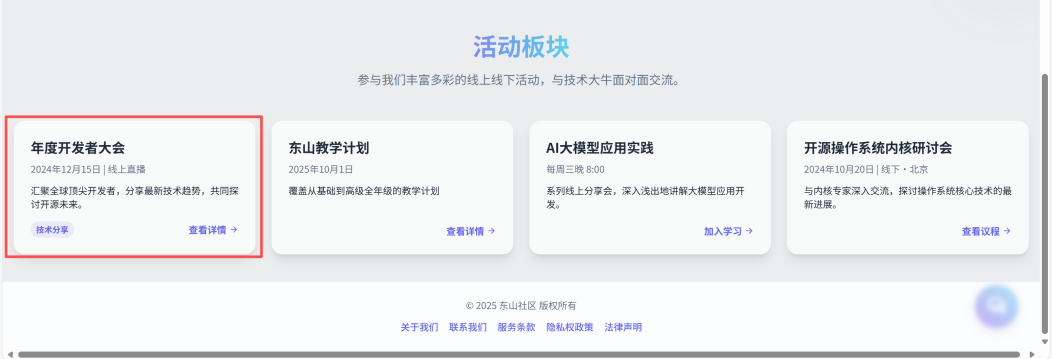 活动板块
参与我们丰富多彩的线上线下活动，与技术大牛面对面交流。
年度开发者大会
2024年12月15日 | 线上直播
汇聚全球顶尖开发者，分享最新技术趋势，共同探
讨开源未来。
技术分享
查看详情 →
东山教学计划
2025年10月1日
覆盖从基础到高级全年级的教学计划
查看详情 →
AI大模型应用实践
每周三晚 8:00
系列线上分享会，深入浅出地讲解大模型应用开
发。
加入学习 →
开源操作系统内核研讨会
2024年10月20日 | 线下・北京
与内核专家深入交流，探讨操作系统核心技术的最
新进展。
查看议程 →
© 2025 东山社区 版权所有
关于我们 联系我们 服务条款 隐私权政策 法律声明